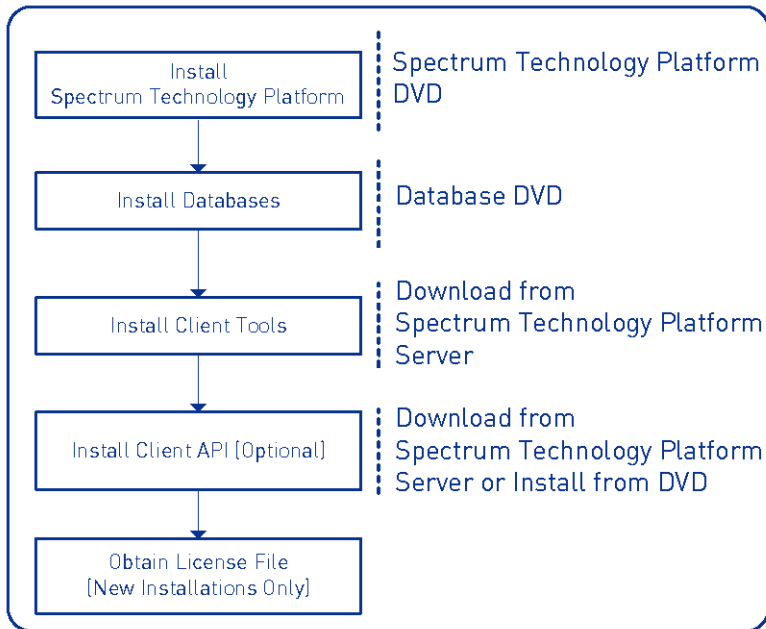 Install
Spectrum Technology Platform
Spectrum Technology Platform
DVD
Install Databases
Database DVD
Install Client Tools
Download from
Spectrum Technology Platform
Server
Install Client API (Optional)
Download from
Spectrum Technology Platform
Server or Install from DVD
Obtain License File
(New Installations Only)